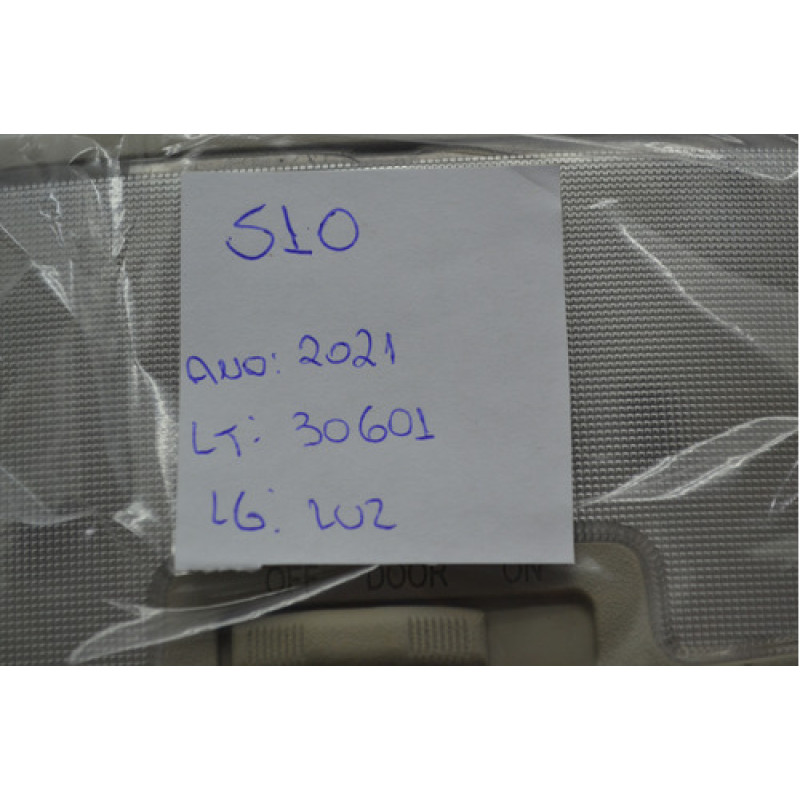 S10
ANO: 2021
LT: 30601
LG: 202
OFF DOOR ON